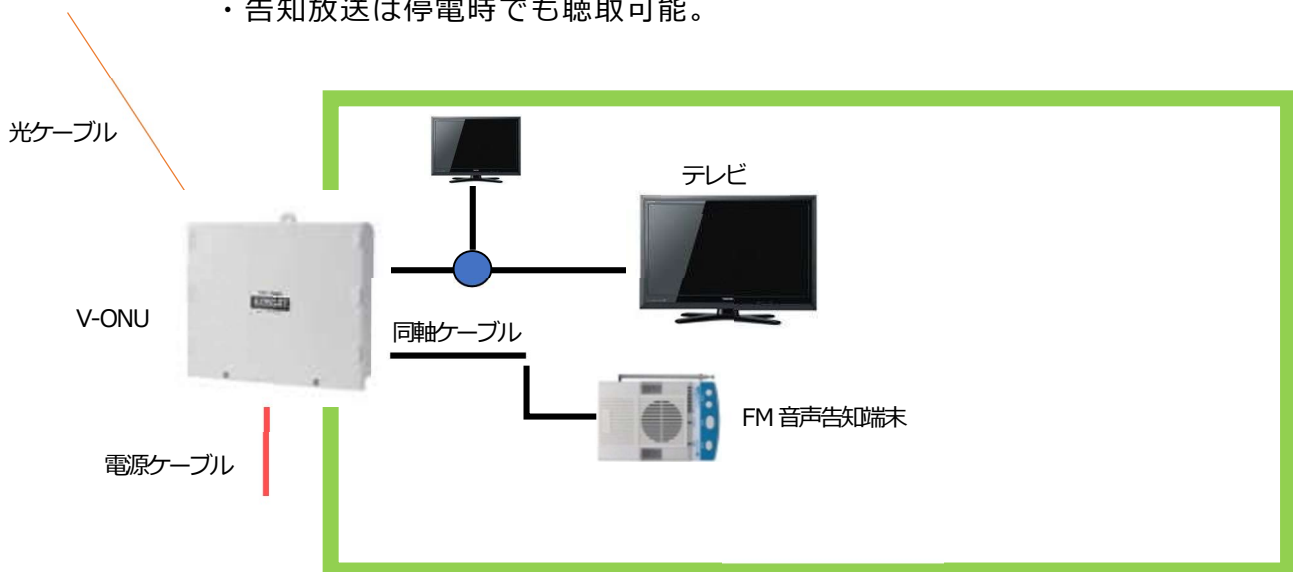 ・告知放送は停電時でも聴取可能。
光ケーブル
テレビ
V-ONU
同軸ケーブル
FM 音声告知端末
電源ケーブル